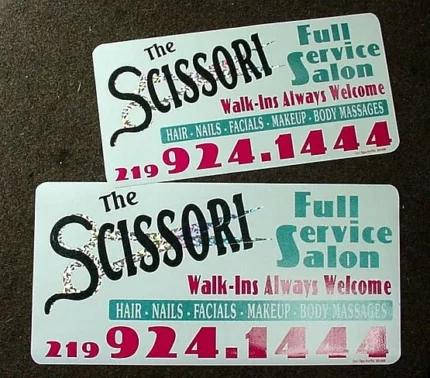 The
SCISSORI
Full
Service
Salon
Walk-Ins Always Welcome
HAIR - NAILS - FACIALS - MAKEUP - BODY MASSAGES
219 924.1444
The
SCISSORI
Full
Service
Salon
Walk-Ins Always Welcome
HAIR - NAILS - FACIALS - MAKEUP - BODY MASSAGES
219 924.1444